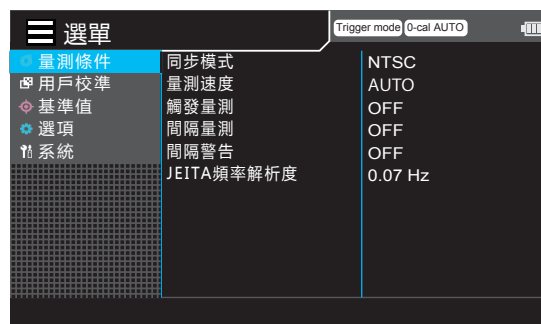 選單
Trigger mode 0-cal AUTO
量測條件
用戶校準
基準值
選項
系統
同步模式 NTSC
量測速度 AUTO
觸發量測 OFF
間隔量測 OFF
間隔警告 OFF
JEITA頻率解析度 0.07 Hz